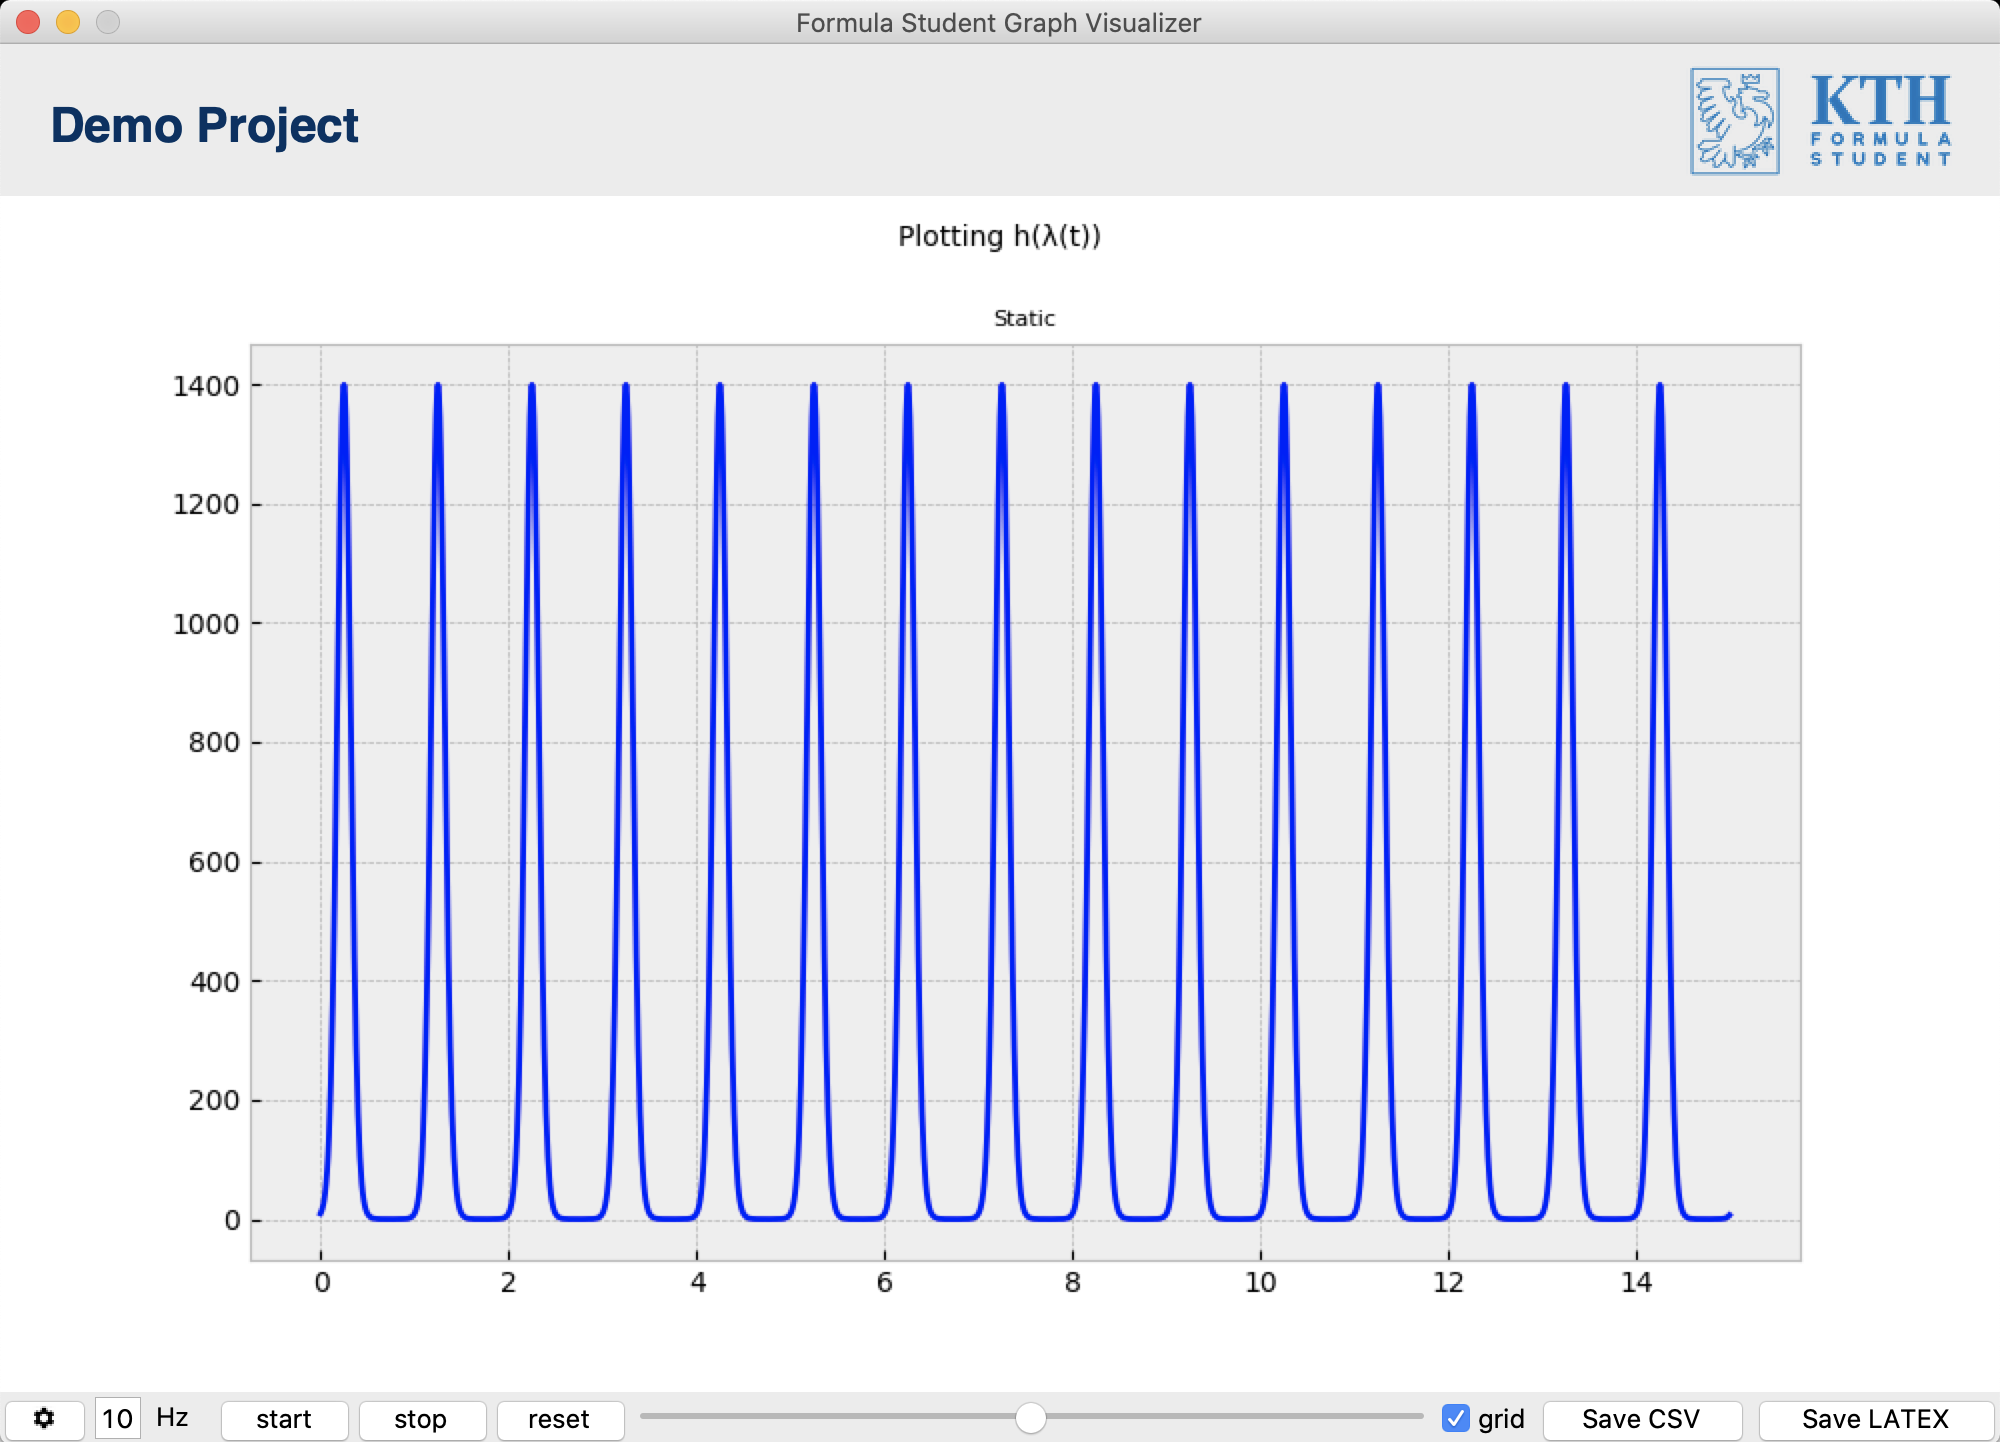 Formula Student Graph Visualizer
Demo Project
KTH
FORMULA
STUDENT
Plotting h(λ(t))
Static
1400
1200
1000
800
600
400
200
0
0 2 4 6 8 10 12 14
10 Hz start stop reset grid Save CSV Save LATEX